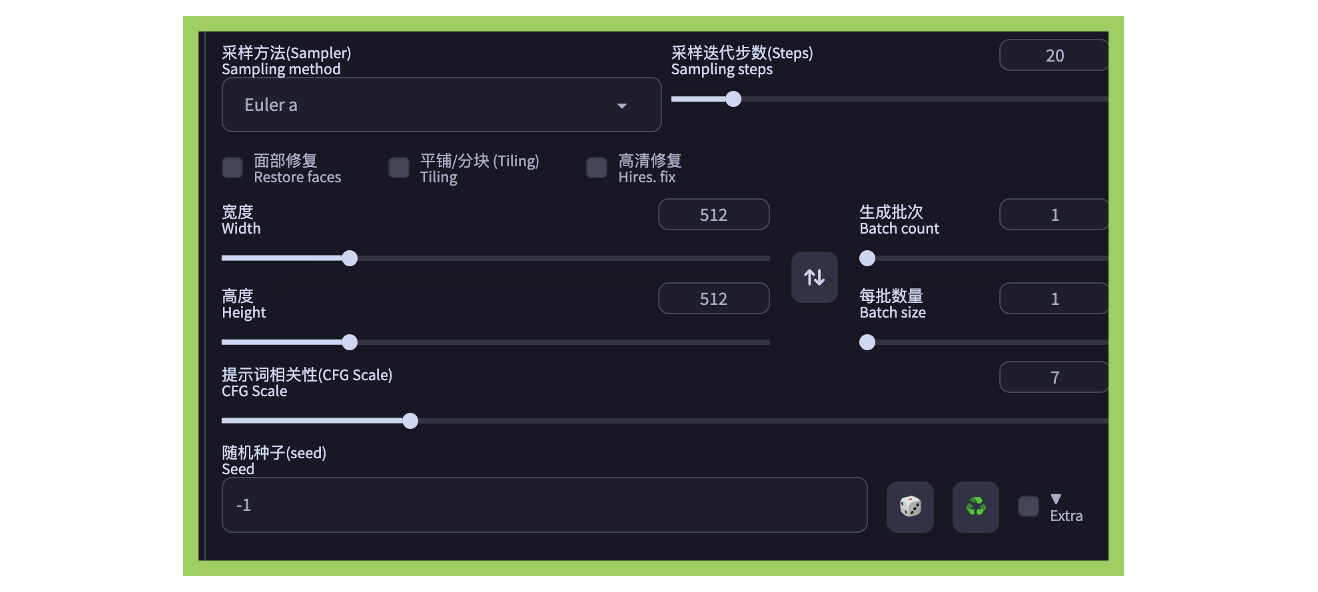 采样方法(Sampler)
Sampling method
Euler a
采样迭代步数(Steps)
Sampling steps
20
面部修复
Restore faces
平铺/分块 (Tiling)
Tiling
高清修复
Hires. fix
宽度
Width
512
生成批次
Batch count
1
高度
Height
512
每批数量
Batch size
1
提示词相关性(CFG Scale)
CFG Scale
7
随机种子(seed)
Seed
-1
▼
Extra